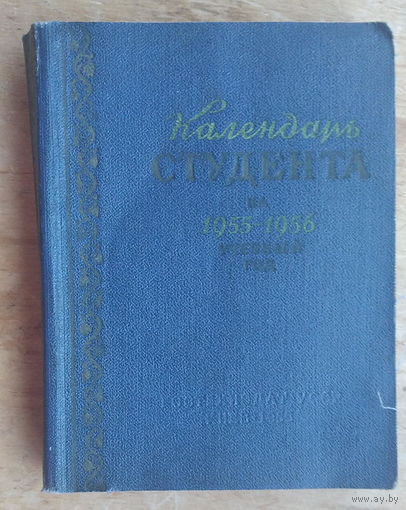 Календарь
СТУДЕНТА
НА
1955-1956
УЧЕБНЫЙ
ГОД
www.ay.by